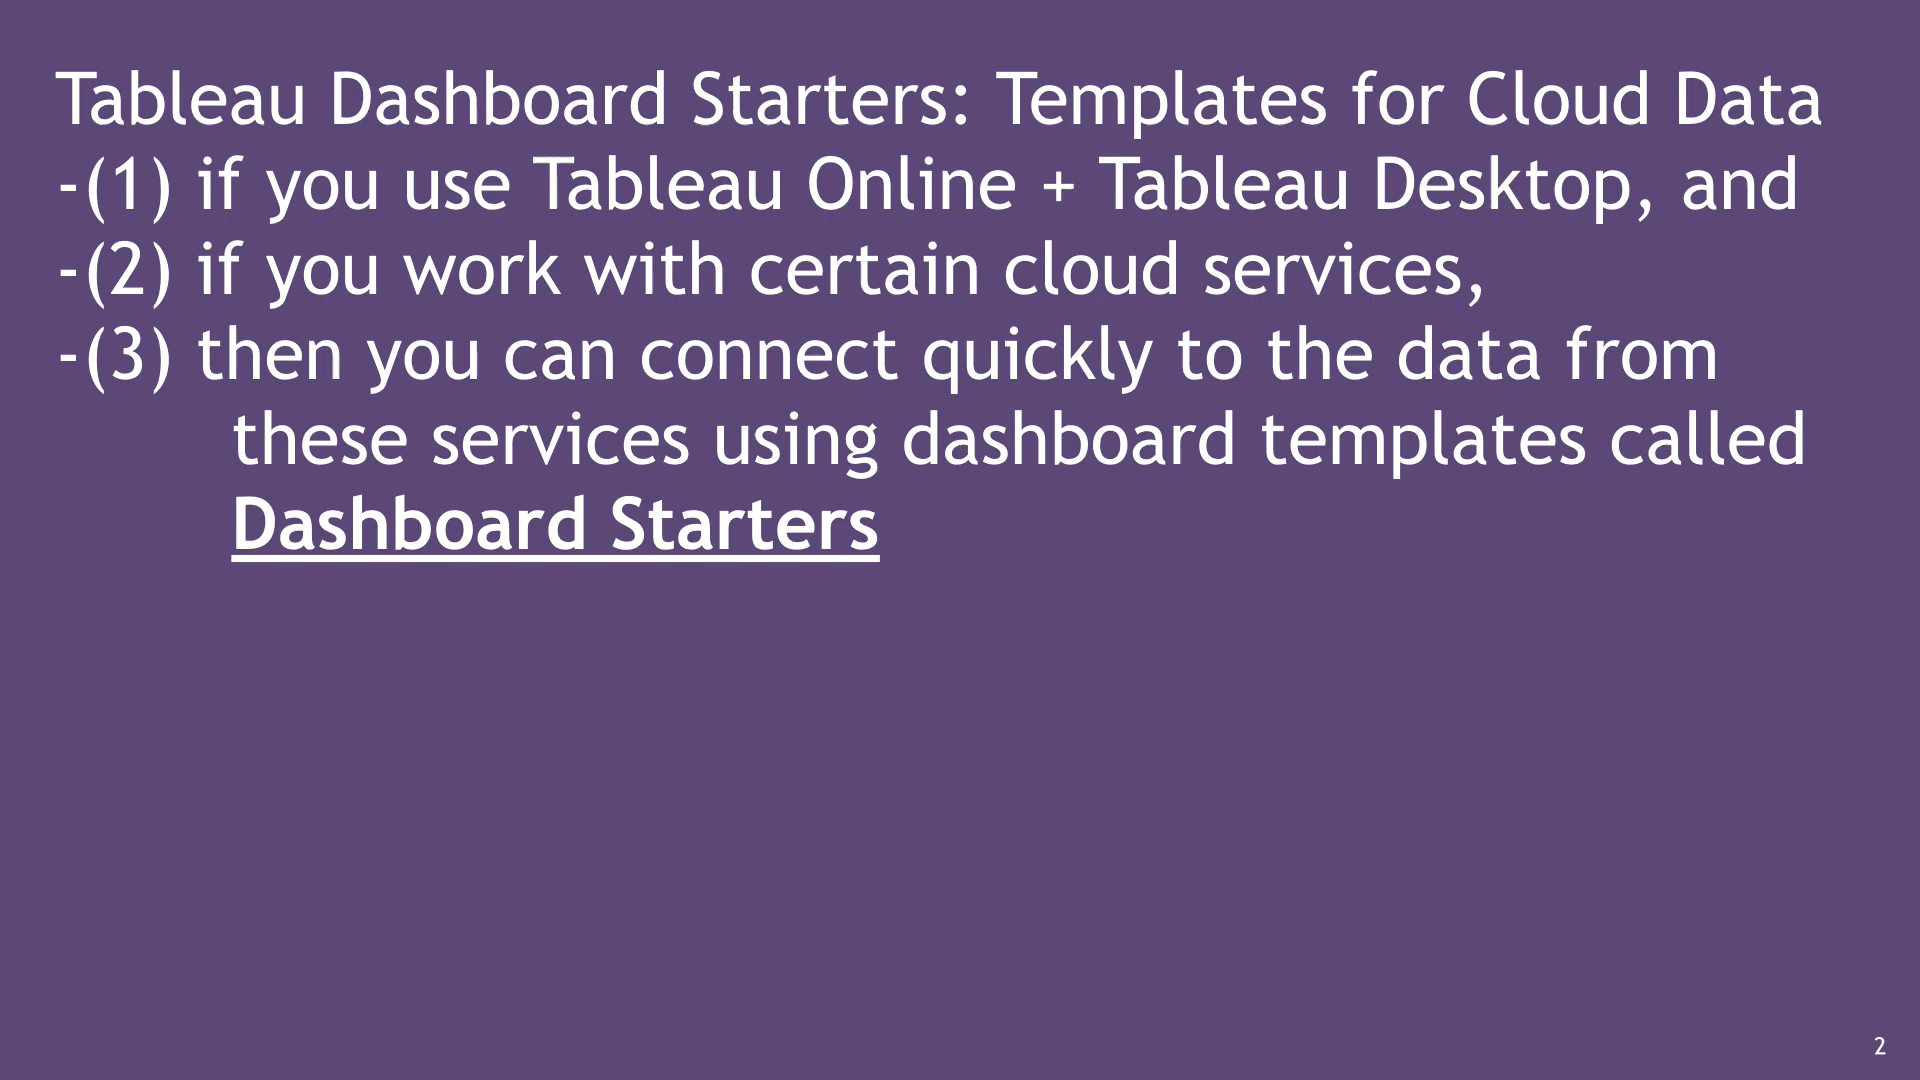 Tableau Dashboard Starters: Templates for Cloud Data
-(1) if you use Tableau Online + Tableau Desktop, and
-(2) if you work with certain cloud services,
-(3) then you can connect quickly to the data from
these services using dashboard templates called
Dashboard Starters
2